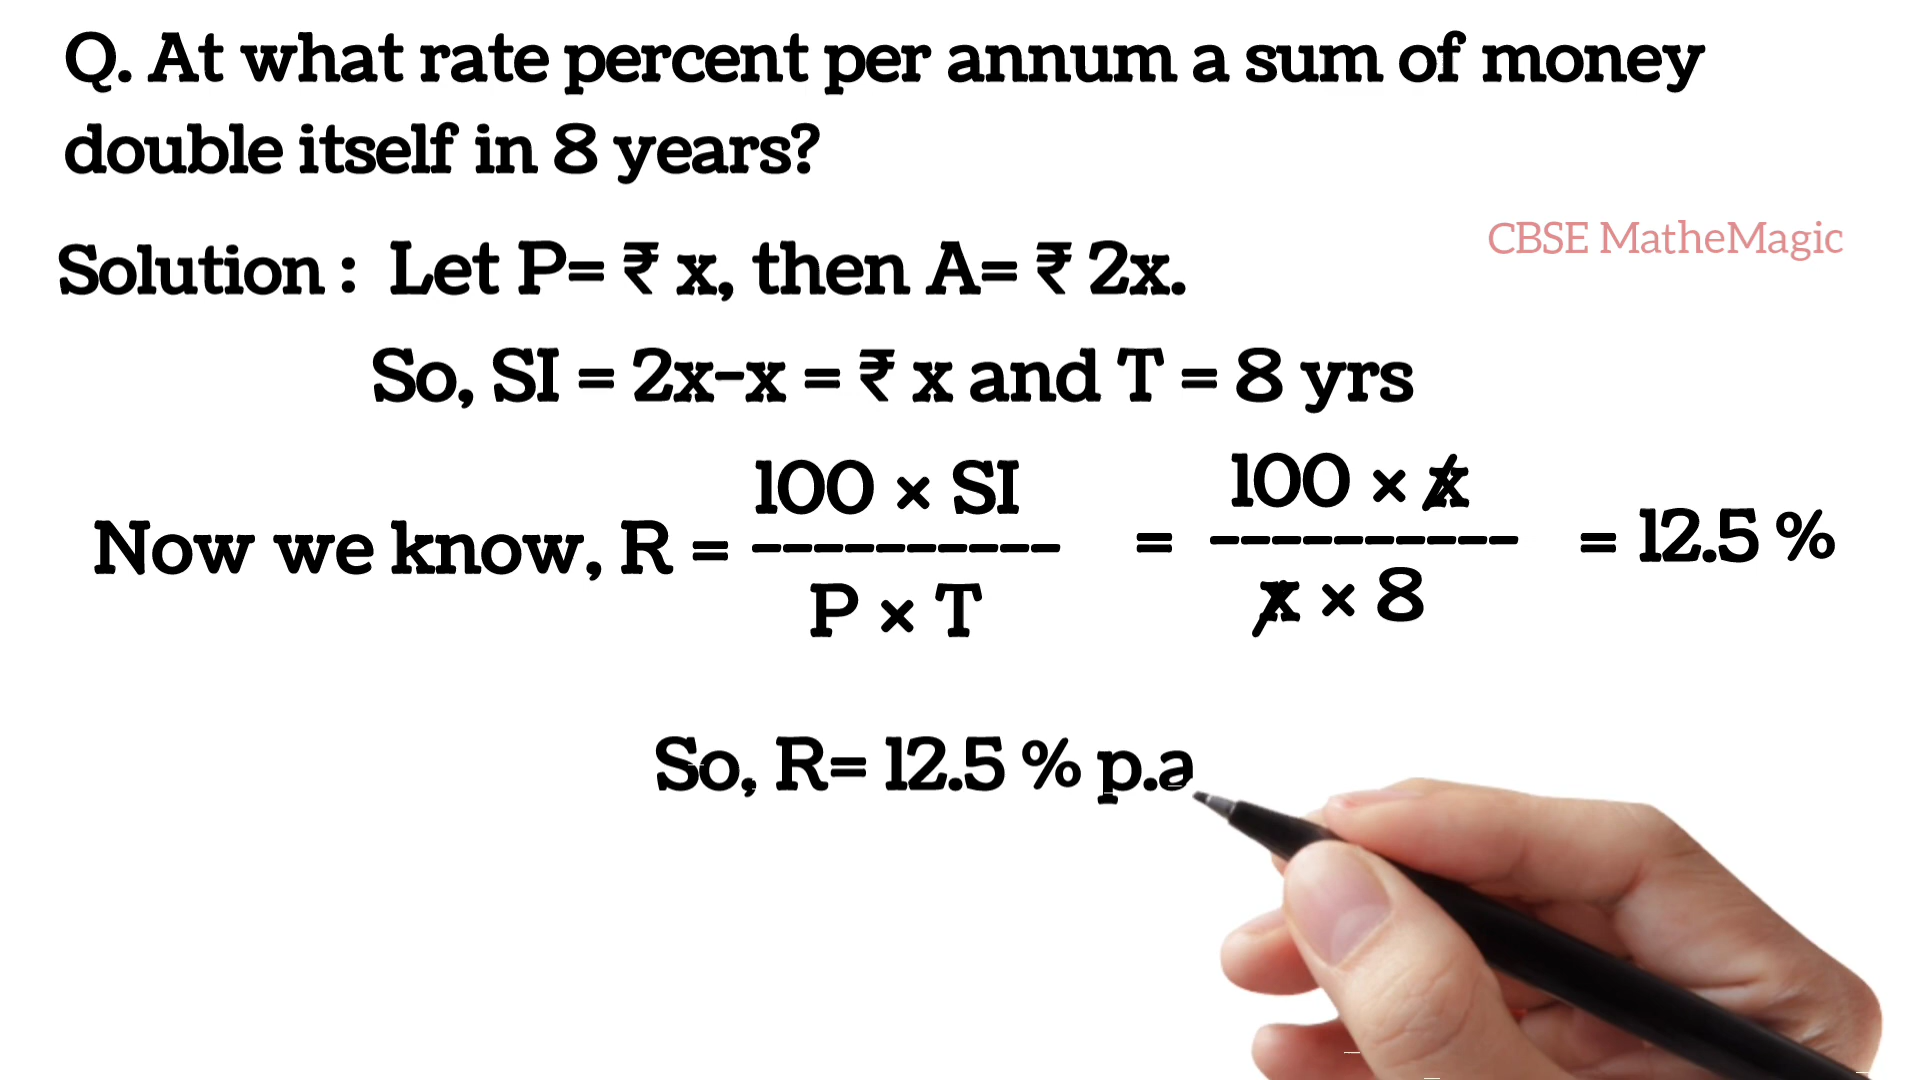 Q. At what rate percent per annum a sum of money
double itself in 8 years?
CBSE MatheMagic
Solution : Let P= ₹ x, then A= ₹ 2x.
So, SI = 2x-x = ₹ x and T = 8 yrs
100 × SI
Now we know, R = ----------
P × T
100 × x
= ----------
x × 8
= 12.5 %
So, R= 12.5 % p.a